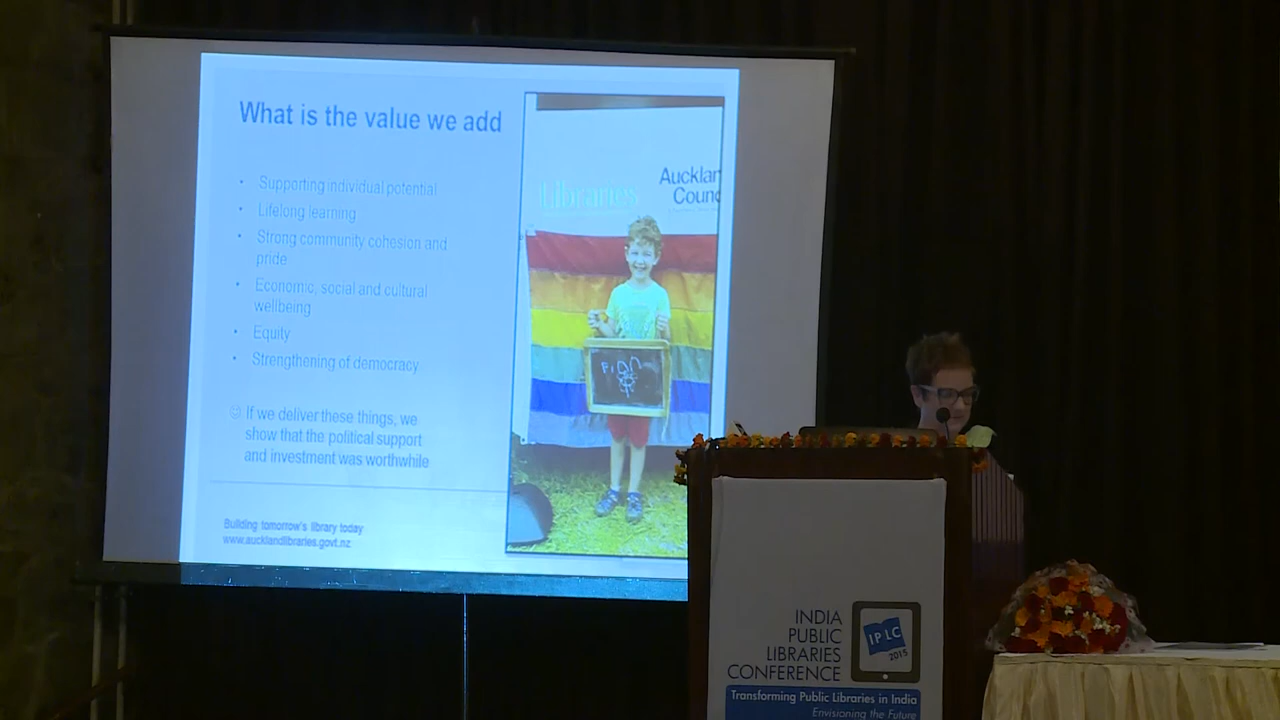 What is the value we add
• Supporting individual potential
• Lifelong learning
• Strong community cohesion and
pride
• Economic, social and cultural
wellbeing
• Equity
• Strengthening of democracy
☺ If we deliver these things, we
show that the political support
and investment was worthwhile
Building tomorrow's library today
www.aucklandlibraries.govt.nz
Libraries
Aucklan
Counc
INDIA
PUBLIC
LIBRARIES
CONFERENCE
IPLC
2015
Transforming Public Libraries in India
Envisioning the Future